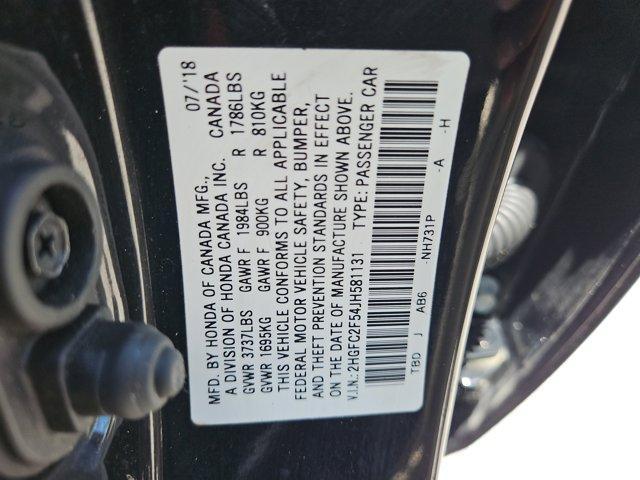 MFD. BY HONDA OF CANADA MFG., 07/'18
A DIVISION OF HONDA CANADA INC. CANADA
GVWR 3737LBS GAWR F 1984LBS R 1786LBS
GVWR 1695KG GAWR F 900KG R 810KG
THIS VEHICLE CONFORMS TO ALL APPLICABLE
FEDERAL MOTOR VEHICLE SAFETY, BUMPER,
AND THEFT PREVENTION STANDARDS IN EFFECT
ON THE DATE OF MANUFACTURE SHOWN ABOVE.
V.I.N.: 2HGFC2F54JH581131 TYPE: PASSENGER CAR
TBD J AB6 -NH731P -A -H